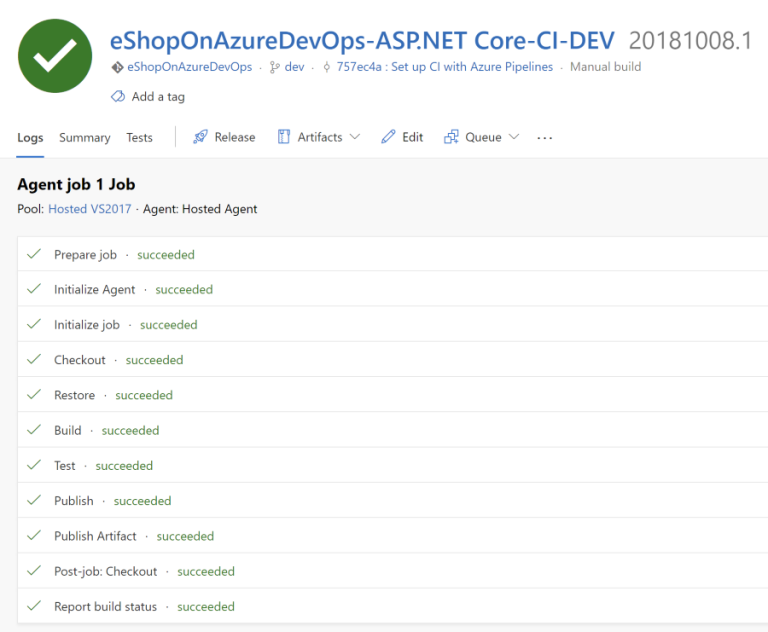 eShopOnAzureDevOps-ASP.NET Core-CI-DEV 20181008.1
eShopOnAzureDevOps · dev · 757ec4a : Set up CI with Azure Pipelines · Manual build
Add a tag
Logs Summary Tests Release Artifacts Edit Queue ...
Agent job 1 Job
Pool: Hosted VS2017 · Agent: Hosted Agent
Prepare job · succeeded
Initialize Agent · succeeded
Initialize job · succeeded
Checkout · succeeded
Restore · succeeded
Build · succeeded
Test · succeeded
Publish · succeeded
Publish Artifact · succeeded
Post-job: Checkout · succeeded
Report build status · succeeded